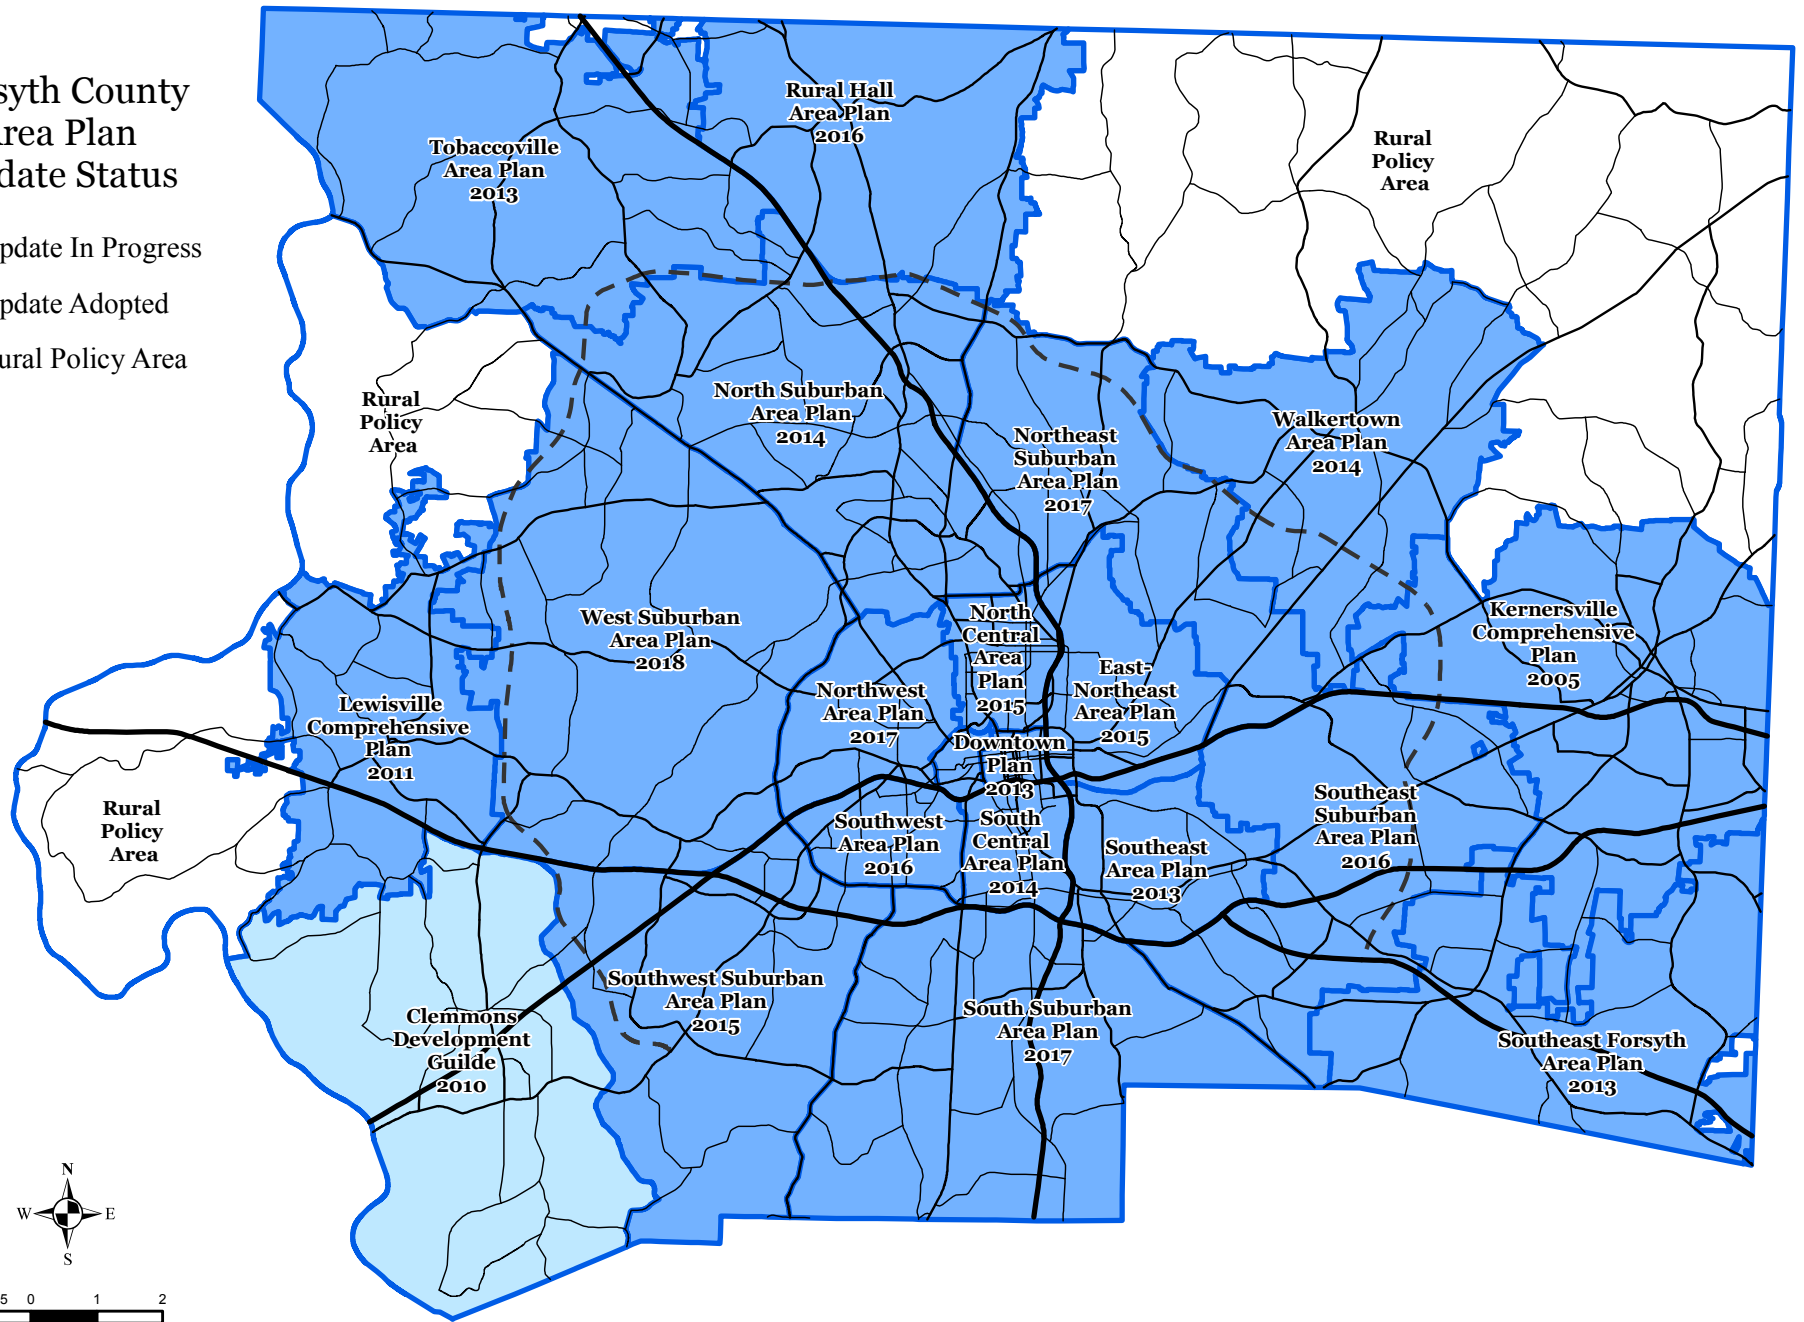 syth County
rea Plan
date Status
pdate In Progress
pdate Adopted
ural Policy Area
Rural Hall
Area Plan
2016
Tobaccoville
Area Plan
2013
Rural
Policy
Area
Rural
Policy
Area
North Suburban
Area Plan
2014
Northeast
Suburban
Area Plan
2017
Walkertown
Area Plan
2014
West Suburban
Area Plan
2018
North
Central
Area
Plan
2015
Kernersville
Comprehensive
Plan
2005
Northwest
Area Plan
2017
East-
Northeast
Area Plan
2015
Lewisville
Comprehensive
Plan
2011
Downtown
Plan
2013
Rural
Policy
Area
Southwest
Area Plan
2016
South
Central
Area Plan
2014
Southeast
Area Plan
2013
Southeast
Suburban
Area Plan
2016
Southwest Suburban
Area Plan
2015
South Suburban
Area Plan
2017
Clemmons
Development
Guilde
2010
Southeast Forsyth
Area Plan
2013
N
W E
S
5 0 1 2